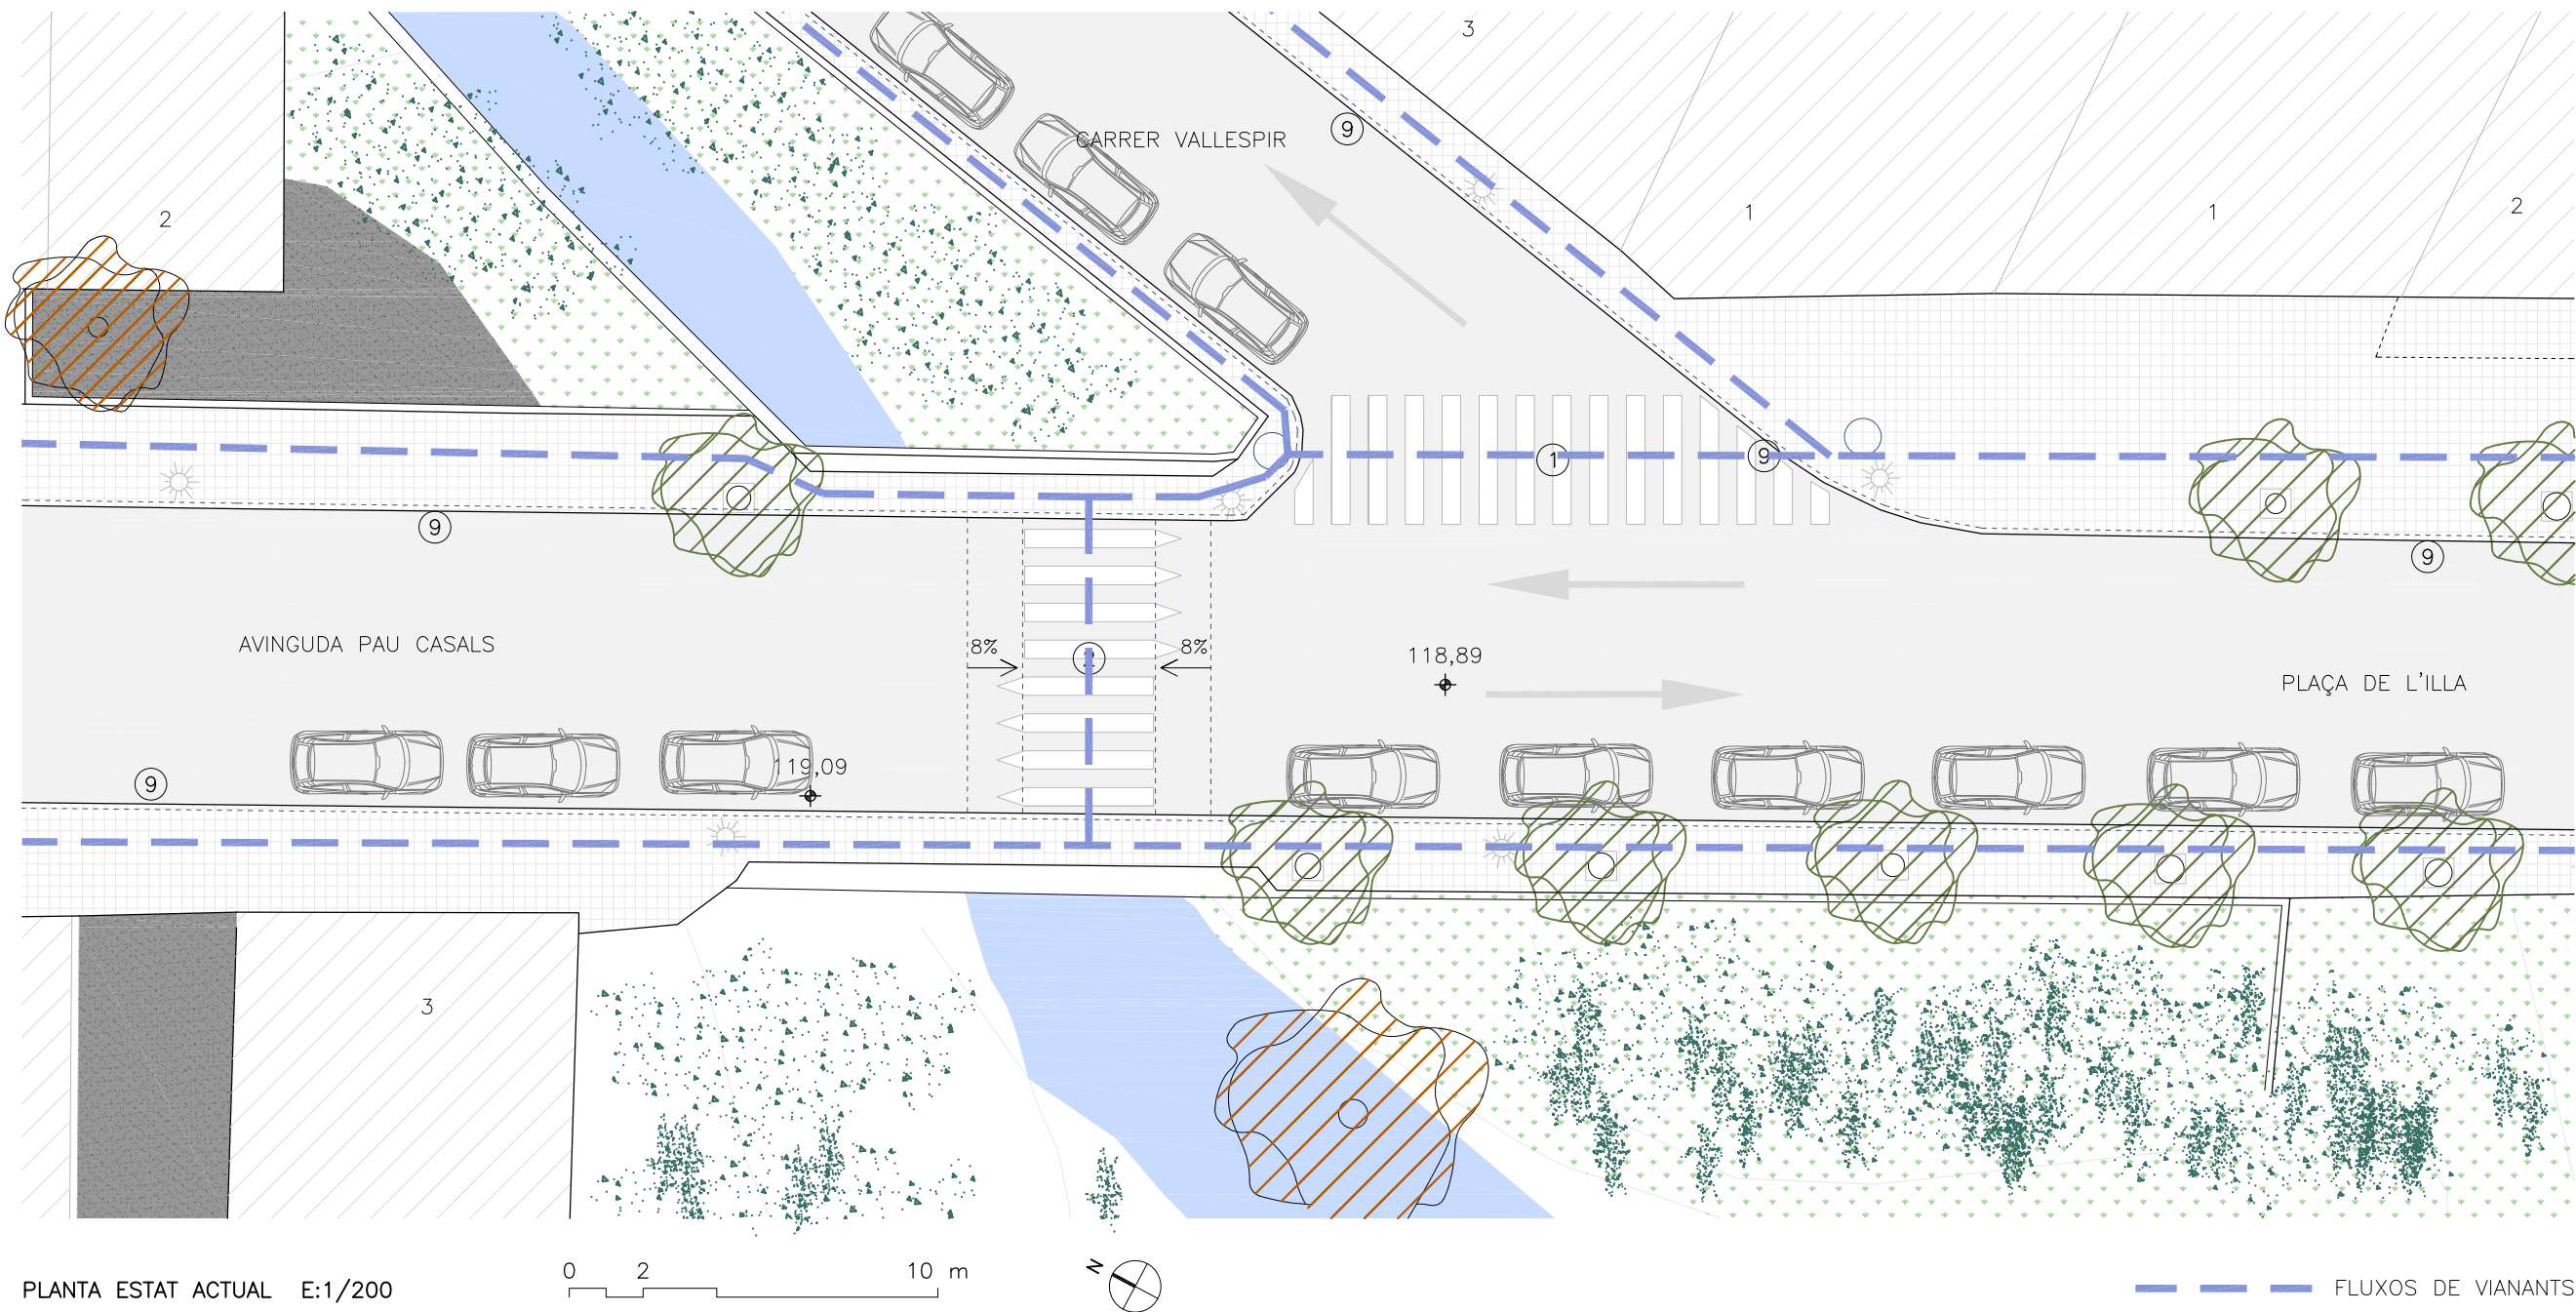 3
CARRER VALLESPIR
9
2
1
1
2
1
9
9
9
AVINGUDA PAU CASALS
8%
2
8%
118,89
PLAÇA DE L'ILLA
119,09
9
3
0 2 10 m
N
PLANTA ESTAT ACTUAL E:1/200
FLUXOS DE VIANANTS